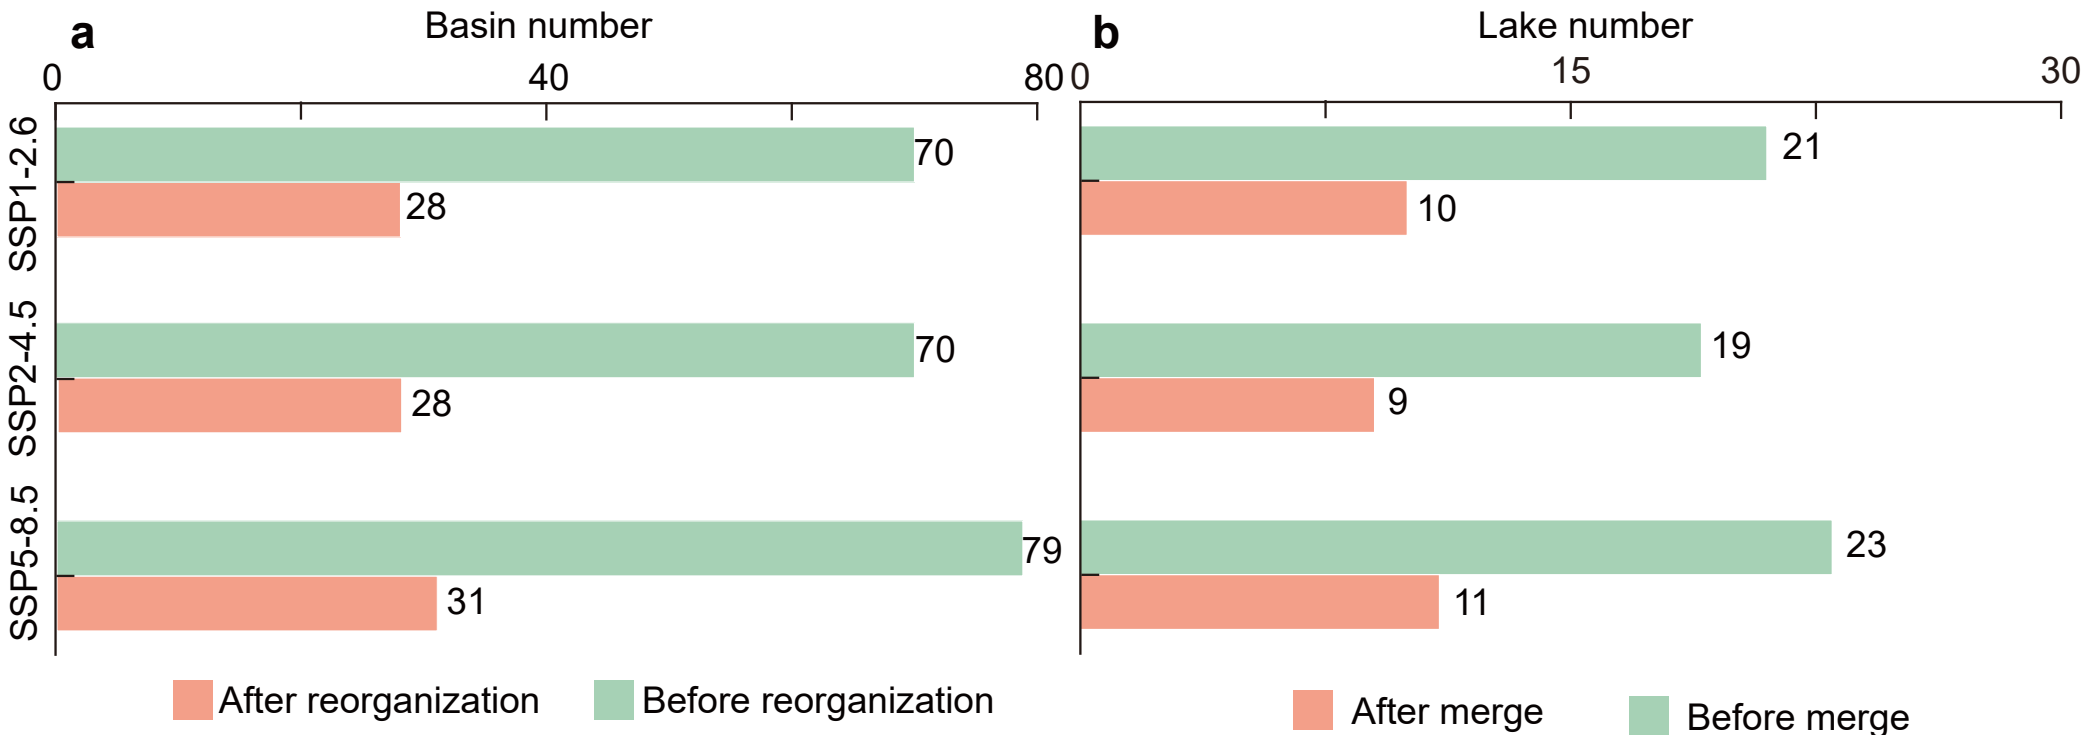 a
Basin number
0 40 80
SSP1-2.6
70
28
SSP2-4.5
70
28
SSP5-8.5
79
31
After reorganization
Before reorganization
b
Lake number
0 15 30
21
10
19
9
23
11
After merge
Before merge